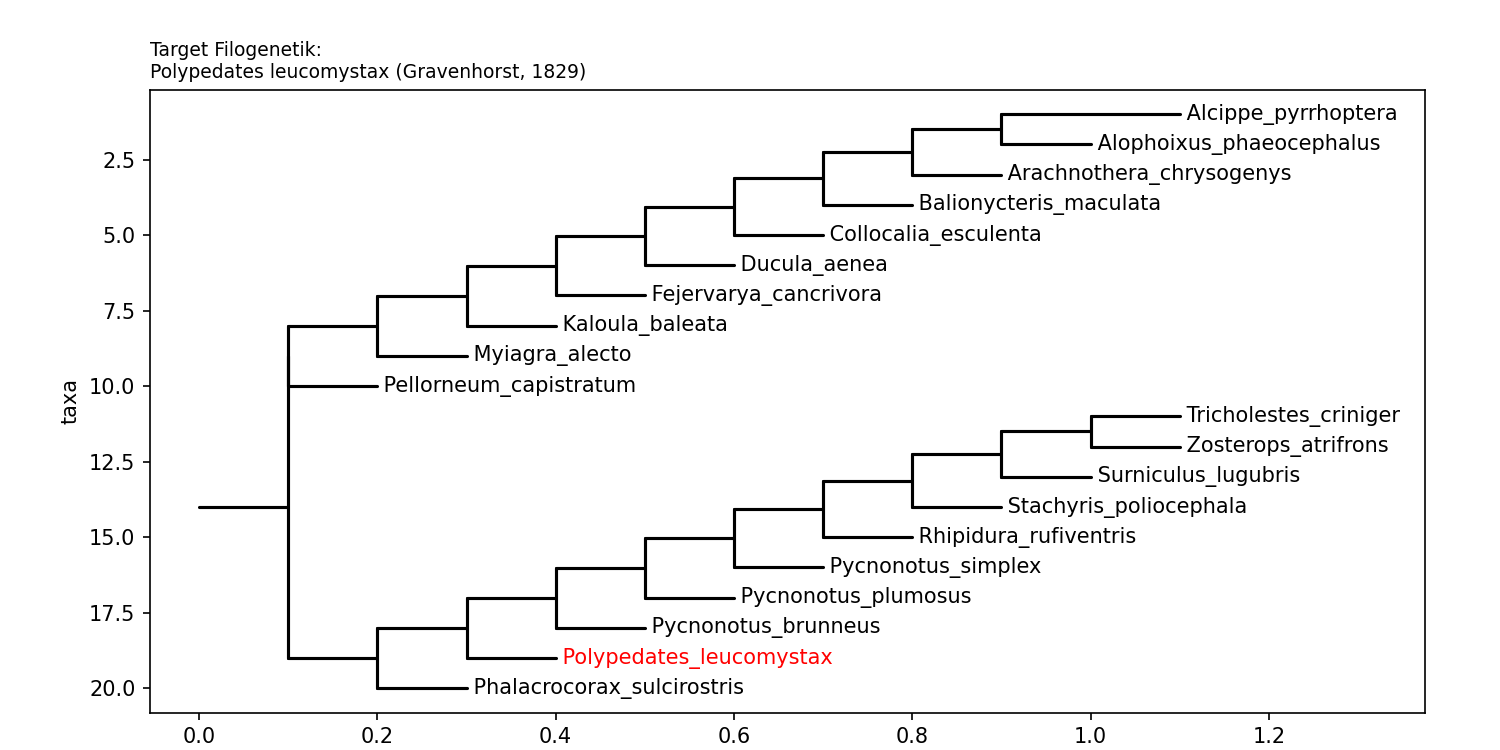 Target Filogenetik:
Polypedates leucomystax (Gravenhorst, 1829)
Alcippe_pyrrhoptera
Alophoixus_phaeocephalus
2.5
Arachnothera_chrysogenys
Balionycteris_maculata
5.0
Collocalia_esculenta
Ducula_aenea
Fejervarya_cancrivora
7.5
Kaloula_baleata
Myiagra_alecto
taxa
10.0
Pellorneum_capistratum
Tricholestes_criniger
Zosterops_atrifrons
12.5
Surniculus_lugubris
Stachyris_poliocephala
15.0
Rhipidura_rufiventris
Pycnonotus_simplex
Pycnonotus_plumosus
17.5
Pycnonotus_brunneus
Polypedates_leucomystax
20.0
Phalacrocorax_sulcirostris
0.0 0.2 0.4 0.6 0.8 1.0 1.2